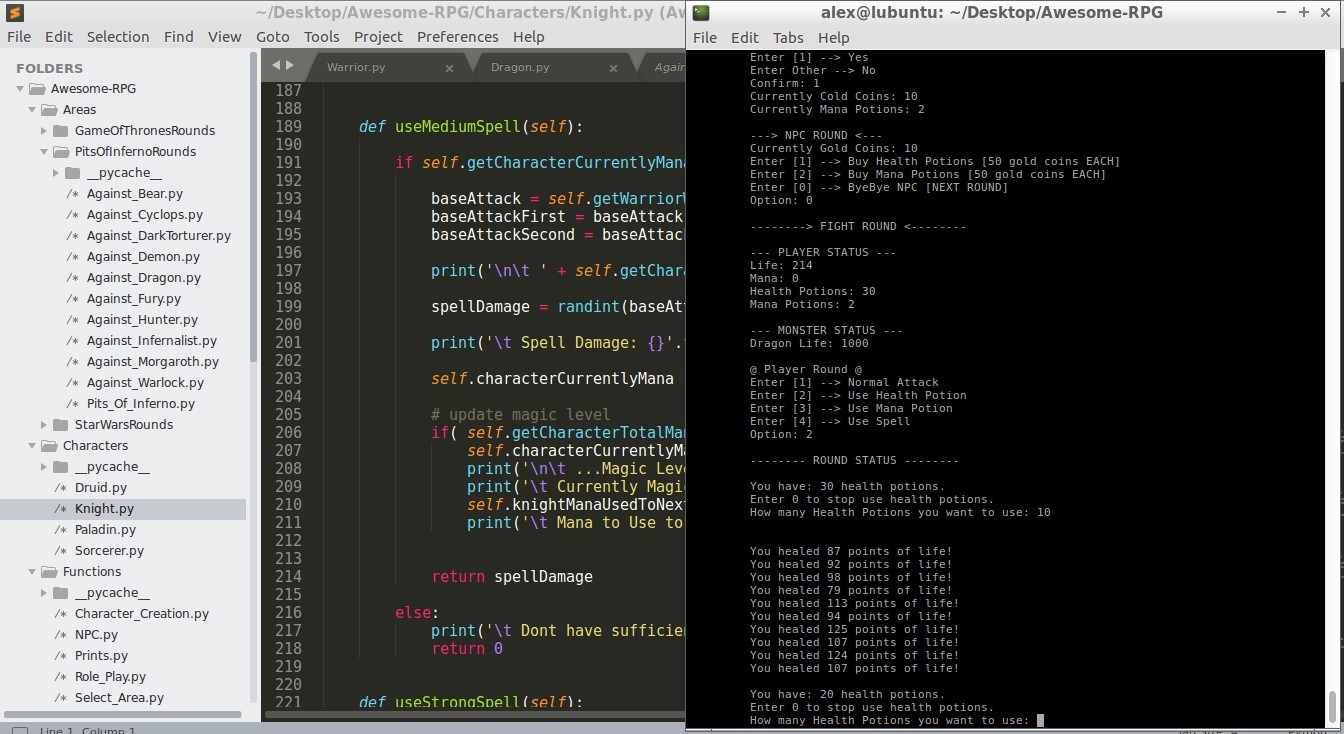 ~/Desktop/Awesome-RPG/Characters/Knight.py (Aw
File Edit Selection Find View Goto Tools Project Preferences Help
FOLDERS
Awesome-RPG
Areas
GameOfThronesRounds
PitsOfInfernoRounds
__pycache__
/* Against_Bear.py
/* Against_Cyclops.py
/* Against_DarkTorturer.py
/* Against_Demon.py
/* Against_Dragon.py
/* Against_Fury.py
/* Against_Hunter.py
/* Against_Infernalist.py
/* Against_Morgaroth.py
/* Against_Warlock.py
/* Pits_Of_Inferno.py
StarWarsRounds
Characters
__pycache__
/* Druid.py
/* Knight.py
/* Paladin.py
/* Sorcerer.py
Functions
__pycache__
/* Character_Creation.py
/* NPC.py
/* Prints.py
/* Role_Play.py
/* Select_Area.py
Line 1, Column 1
Warrior.py × Dragon.py × Again
187
188
189 def useMediumSpell(self):
190
191 if self.getCharacterCurrentlyMana
192
193 baseAttack = self.getWarriorW
194 baseAttackFirst = baseAttack
195 baseAttackSecond = baseAttac
196
197 print('\n\t ' + self.getChara
198
199 spellDamage = randint(baseAt
200
201 print('\t Spell Damage: {}'.
202
203 self.characterCurrentlyMana
204
205 # update magic level
206 if( self.getCharacterTotalMan
207 self.characterCurrentlyMa
208 print('\n\t ...Magic Leve
209 print('\t Currently Magi
210 self.knightManaUsedToNext
211 print('\t Mana to Use to
212
213
214 return spellDamage
215
216 else:
217 print('\t Dont have sufficie
218 return 0
219
220
221 def useStrongSpell(self):
alex@lubuntu: ~/Desktop/Awesome-RPG
File Edit Tabs Help
Enter [1] --> Yes
Enter Other --> No
Confirm: 1
Currently Cold Coins: 10
Currently Mana Potions: 2
---> NPC ROUND <---
Currently Gold Coins: 10
Enter [1] --> Buy Health Potions [50 gold coins EACH]
Enter [2] --> Buy Mana Potions [50 gold coins EACH]
Enter [0] --> ByeBye NPC [NEXT ROUND]
Option: 0
--------> FIGHT ROUND <--------
--- PLAYER STATUS ---
Life: 214
Mana: 0
Health Potions: 30
Mana Potions: 2
--- MONSTER STATUS ---
Dragon Life: 1000
@ Player Round @
Enter [1] --> Normal Attack
Enter [2] --> Use Health Potion
Enter [3] --> Use Mana Potion
Enter [4] --> Use Spell
Option: 2
-------- ROUND STATUS --------
You have: 30 health potions.
Enter 0 to stop use health potions.
How many Health Potions you want to use: 10
You healed 87 points of life!
You healed 92 points of life!
You healed 98 points of life!
You healed 79 points of life!
You healed 113 points of life!
You healed 94 points of life!
You healed 125 points of life!
You healed 107 points of life!
You healed 124 points of life!
You healed 107 points of life!
You have: 20 health potions.
Enter 0 to stop use health potions.
How many Health Potions you want to use: